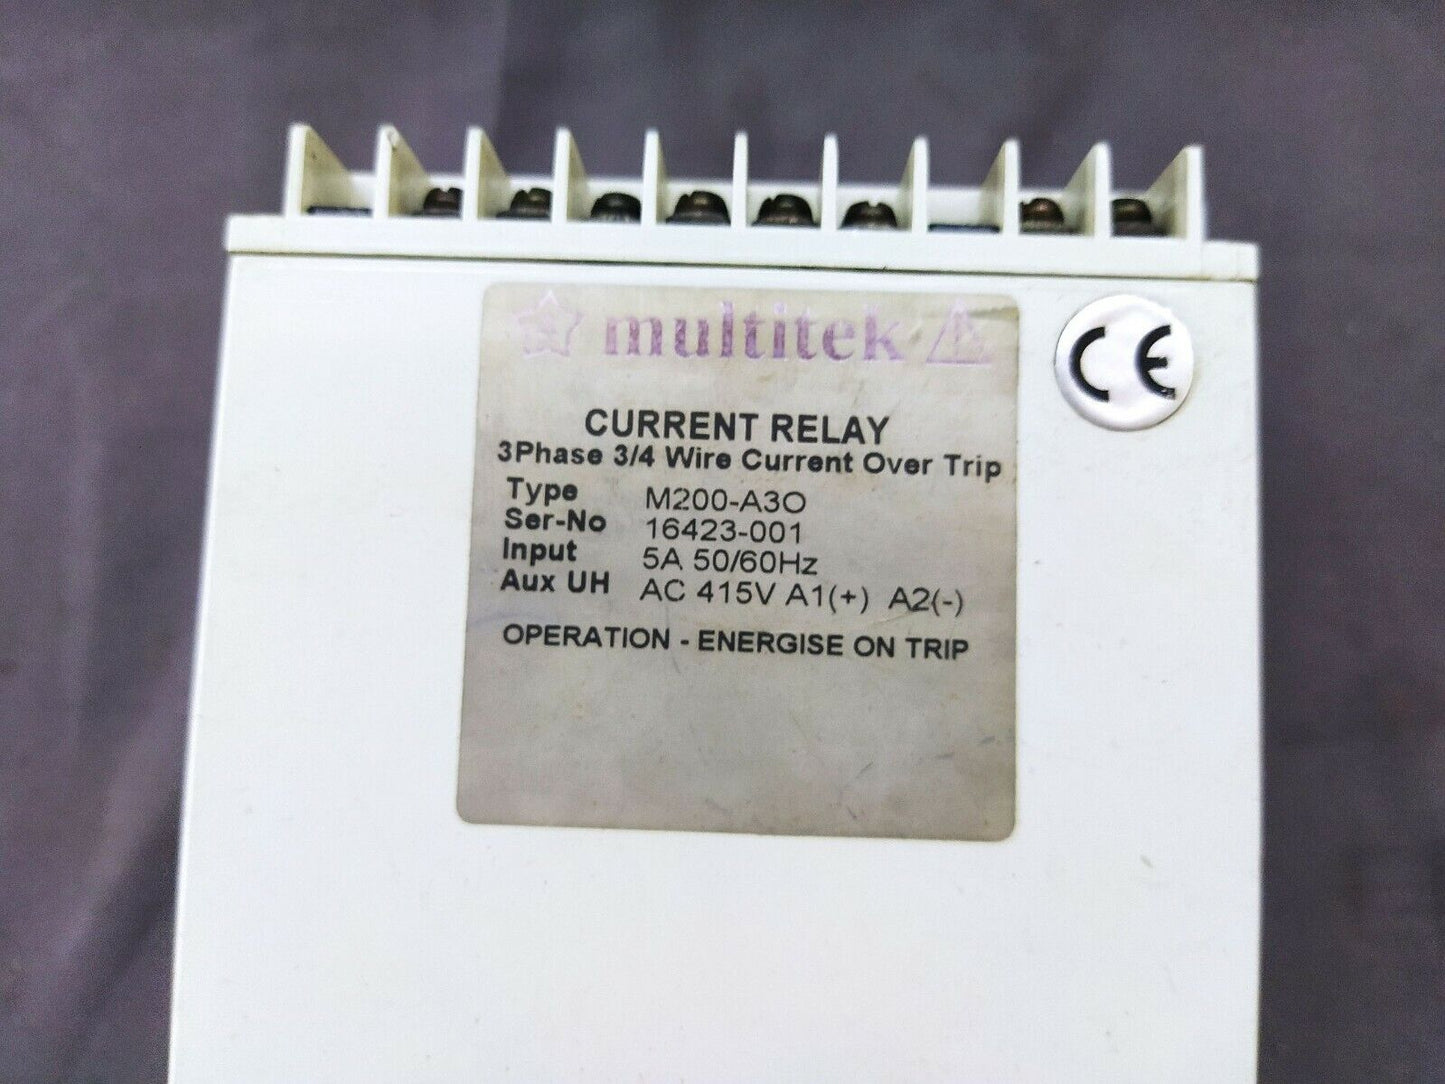 multitek
CE
CURRENT RELAY
3Phase 3/4 Wire Current Over Trip
Type M200-A3O
Ser-No 16423-001
Input 5A 50/60Hz
Aux UH AC 415V A1(+) A2(-)
OPERATION - ENERGISE ON TRIP